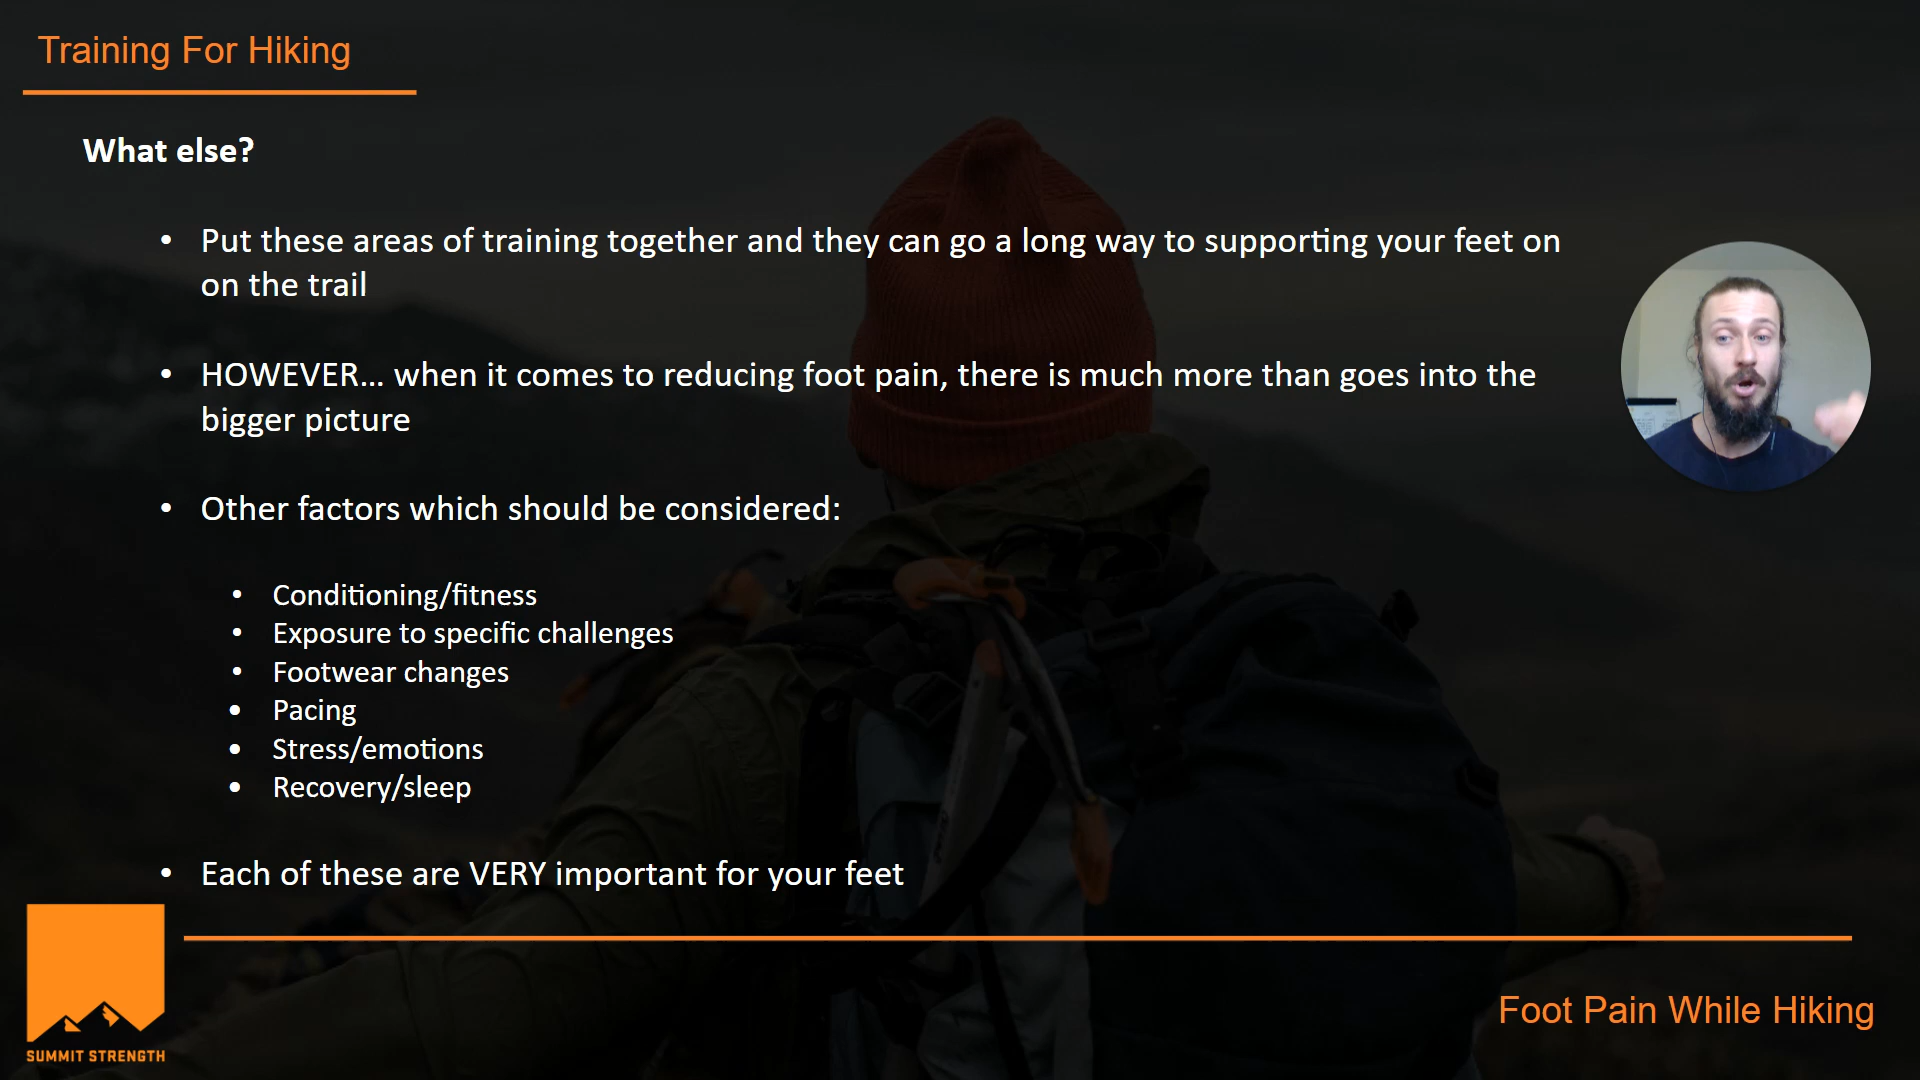 Training For Hiking
What else?
• Put these areas of training together and they can go a long way to supporting your feet on
on the trail
• HOWEVER... when it comes to reducing foot pain, there is much more than goes into the
bigger picture
• Other factors which should be considered:
• Conditioning/fitness
• Exposure to specific challenges
• Footwear changes
• Pacing
• Stress/emotions
• Recovery/sleep
• Each of these are VERY important for your feet
SUMMIT STRENGTH
Foot Pain While Hiking